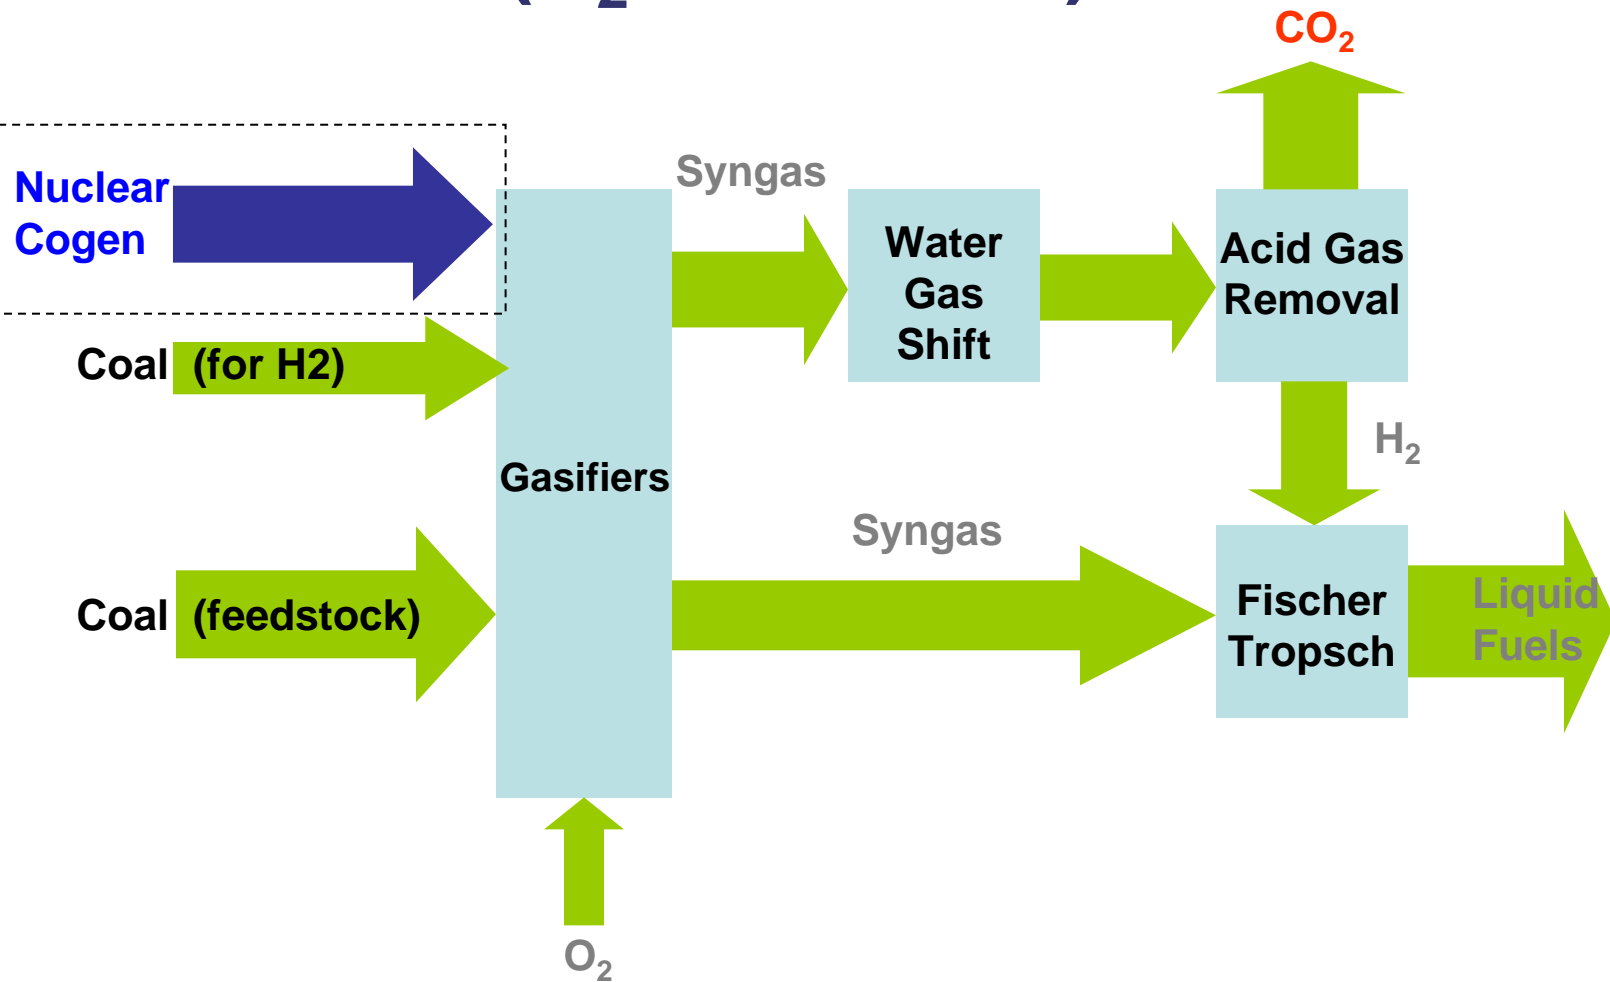 CO₂
Nuclear
Cogen
Syngas
Water
Gas
Shift
Acid Gas
Removal
Coal (for H2)
H₂
Gasifiers
Syngas
Coal (feedstock)
Fischer
Tropsch
Liquid
Fuels
O₂